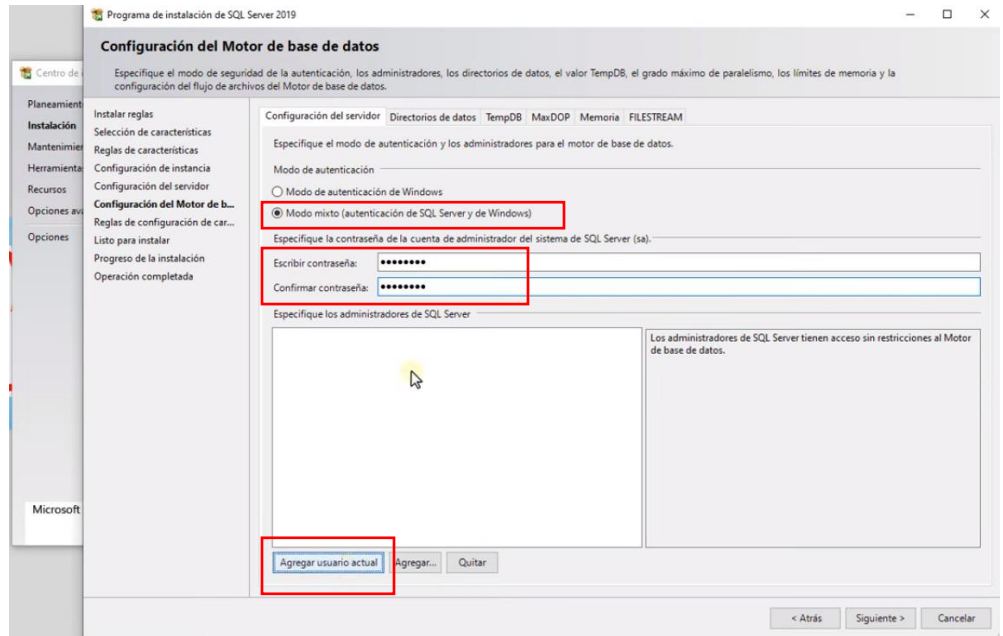 Programa de instalación de SQL Server 2019
Configuración del Motor de base de datos
Especifique el modo de seguridad de la autenticación, los administradores, los directorios de datos, el valor TempDB, el grado máximo de paralelismo, los límites de memoria y la
configuración del flujo de archivos del Motor de base de datos.
Centro de i
Planeamient
Instalación
Mantenimier
Herramienta
Recursos
Opciones ava
Opciones
Microsoft
Instalar reglas
Selección de características
Reglas de características
Configuración de instancia
Configuración del servidor
Configuración del Motor de b...
Reglas de configuración de car...
Listo para instalar
Progreso de la instalación
Operación completada
Configuración del servidor Directorios de datos TempDB MaxDOP Memoria FILESTREAM
Especifique el modo de autenticación y los administradores para el motor de base de datos.
Modo de autenticación
Modo de autenticación de Windows
Modo mixto (autenticación de SQL Server y de Windows)
Especifique la contraseña de la cuenta de administrador del sistema de SQL Server (sa).
Escribir contraseña: ●●●●●●●●
Confirmar contraseña: ●●●●●●●●
Especifique los administradores de SQL Server
Los administradores de SQL Server tienen acceso sin restricciones al Motor
de base de datos.
Agregar usuario actual Agregar... Quitar
< Atrás Siguiente > Cancelar